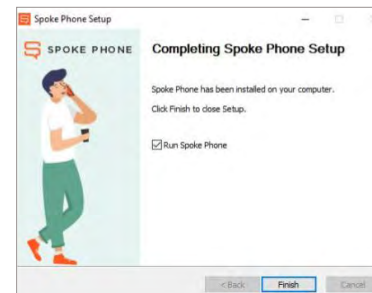 Spoke Phone Setup
SPOKE PHONE
Completing Spoke Phone Setup
Spoke Phone has been installed on your computer.
Click Finish to close Setup.
Run Spoke Phone
< Back
Finish
Cancel